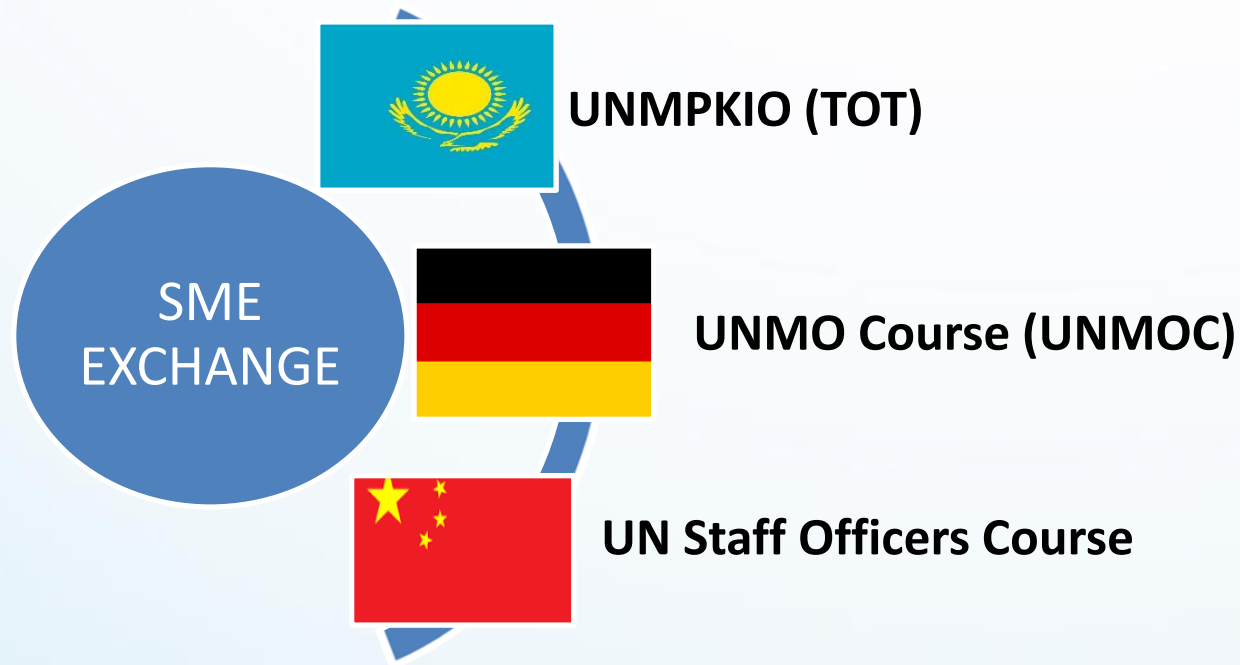 UNMPKIO (TOT)
SME
EXCHANGE
UNMO Course (UNMOC)
UN Staff Officers Course